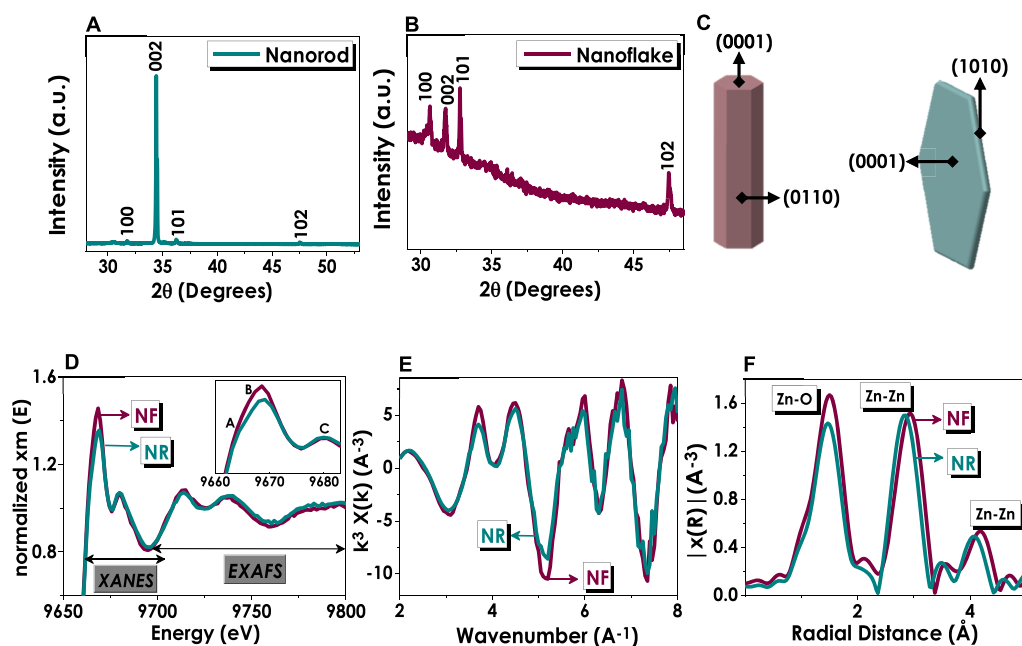 A
Nanorod
002
100
101
102
Intensity (a.u.)
30 35 40 45 50
2θ (Degrees)
B
Nanoflake
100
002
101
102
Intensity (a.u.)
30 35 40 45
2θ (Degrees)
C
(0001)
(0110)
(1010)
(0001)
D
1.6
1.2
0.8
normalized xm (E)
NF
NR
B
A
C
9660 9670 9680
XANES
EXAFS
9650 9700 9750 9800
Energy (eV)
E
5
0
-5
-10
k³ X(k) (A-³)
NR
NF
2 4 6 8
Wavenumber (A-¹)
F
Zn-O
Zn-Zn
NF
NR
Zn-Zn
1.8
1.2
0.6
0.0
|x(R)|(A-³)
0 2 4
Radial Distance (Å)